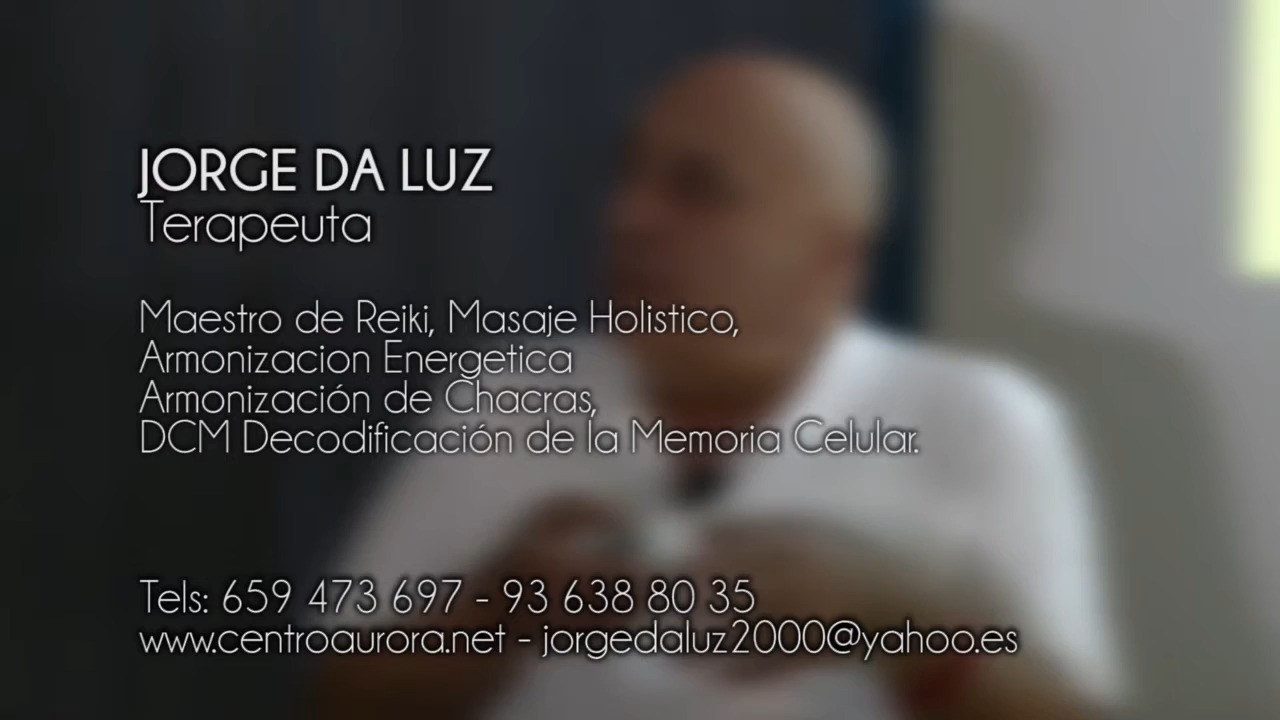 JORGE DA LUZ
Terapeuta
Maestro de Reiki, Masaje Holistico,
Armonizacion Energetica
Armonización de Chacras,
DCM Decodificación de la Memoria Celular.
Tels: 659 473 697 - 93 638 80 35
www.centroaurora.net - jorgedaluz2000@yahoo.es